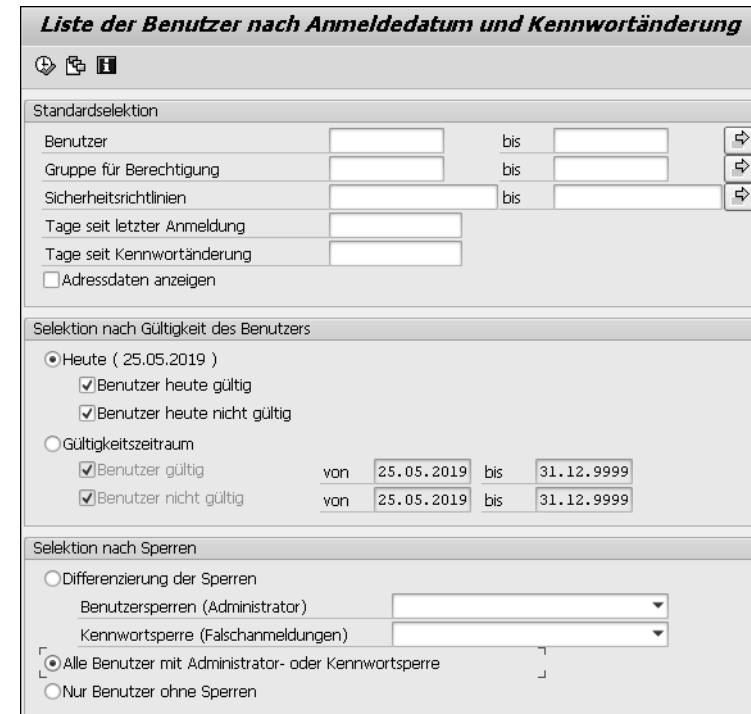 Liste der Benutzer nach Anmeldedatum und Kennwortänderung
Standardselektion
Benutzer bis
Gruppe für Berechtigung bis
Sicherheitsrichtlinien bis
Tage seit letzter Anmeldung
Tage seit Kennwortänderung
Adressdaten anzeigen
Selektion nach Gültigkeit des Benutzers
Heute ( 25.05.2019 )
Benutzer heute gültig
Benutzer heute nicht gültig
Gültigkeitszeitraum
Benutzer gültig von 25.05.2019 bis 31.12.9999
Benutzer nicht gültig von 25.05.2019 bis 31.12.9999
Selektion nach Sperren
Differenzierung der Sperren
Benutzersperren (Administrator)
Kennwortsperre (Falschanmeldungen)
Alle Benutzer mit Administrator- oder Kennwortsperre
Nur Benutzer ohne Sperren